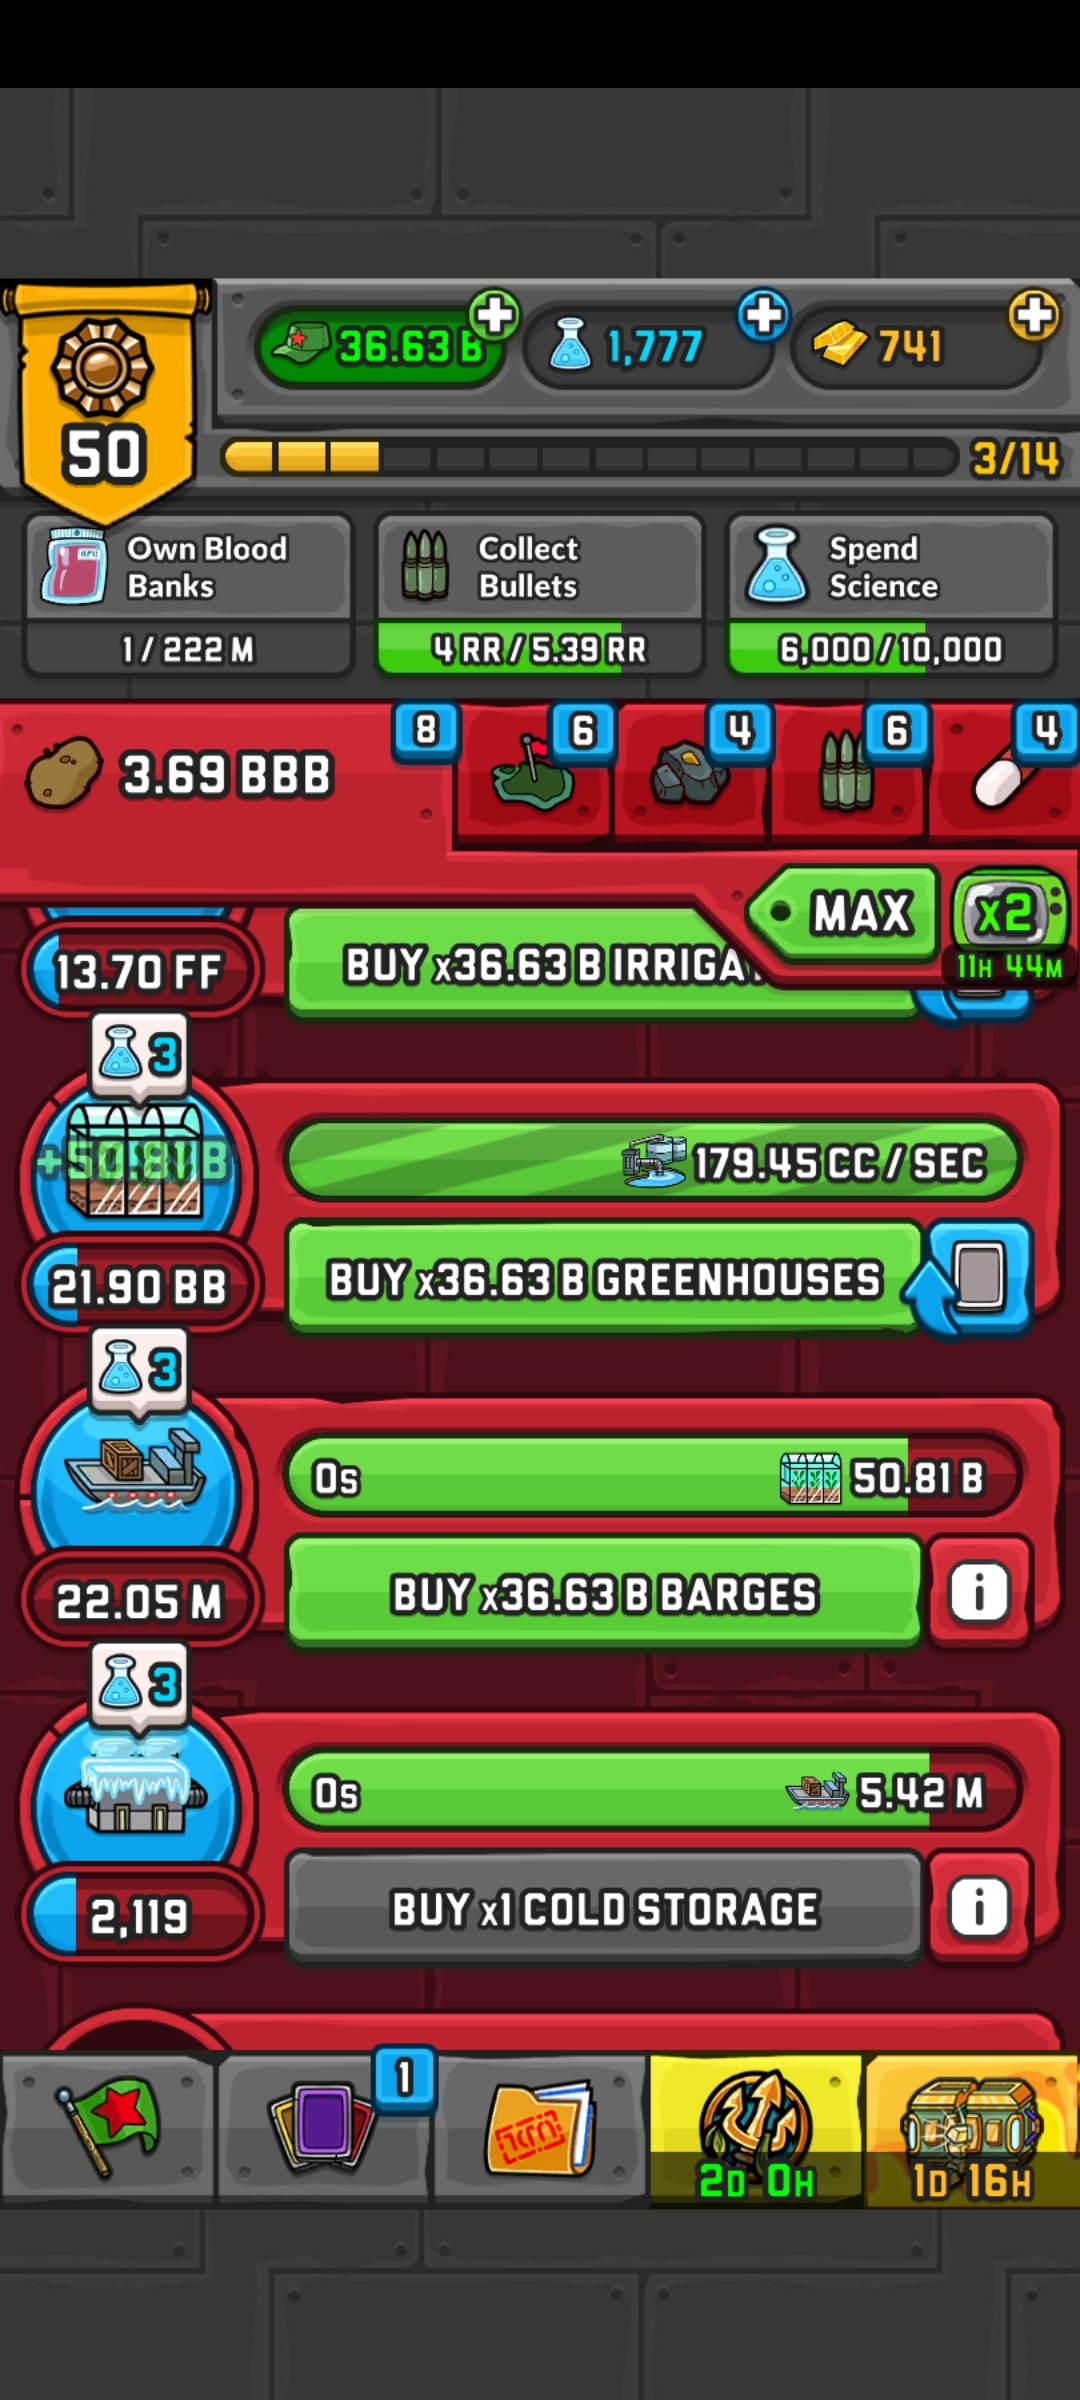 36.63 B
1,777
741
50
3/14
Own Blood
Banks
1 / 222 M
Collect
Bullets
4 RR / 5.39 RR
Spend
Science
6,000 / 10,000
3.69 BBB
8
6
4
6
4
MAX
x2
11H 44M
13.70 FF
BUY x36.63 B IRRIGA
3
+50.81 B
179.45 CC / SEC
21.90 BB
BUY x36.63 B GREENHOUSES
3
0s
50.81 B
22.05 M
BUY x36.63 B BARGES
i
3
0s
5.42 M
2,119
BUY x1 COLD STORAGE
i
1
2D 0H
1D 16H